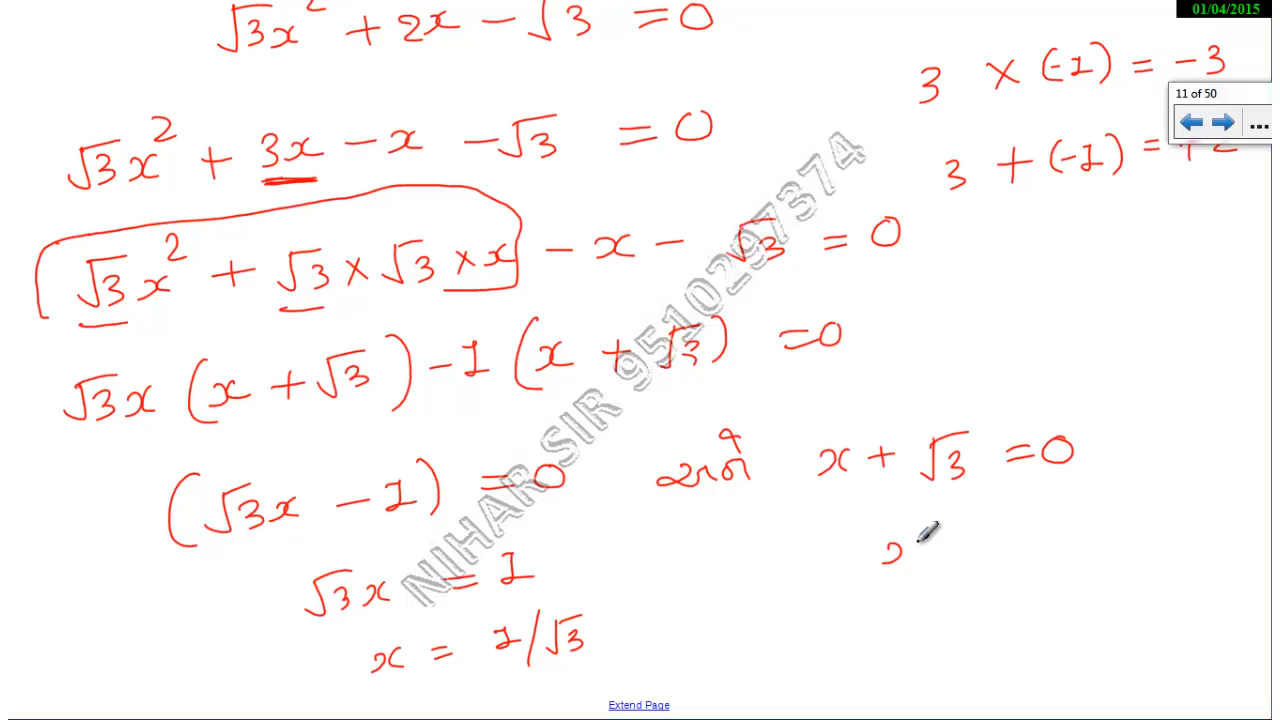 01/04/2015
√3x² + 2x − √3 = 0
3 × (-1) = -3
11 of 50
√3x² + 3x − x − √3 = 0
3 + (-1) = +2
√3x² + √3 × √3 × x − x − √3 = 0
√3x (x + √3) − 1 (x + √3) = 0
(√3x − 1) = 0 અને x + √3 = 0
√3x = 1
x = 1/√3
NIHAR SIR 9510297374
Extend Page